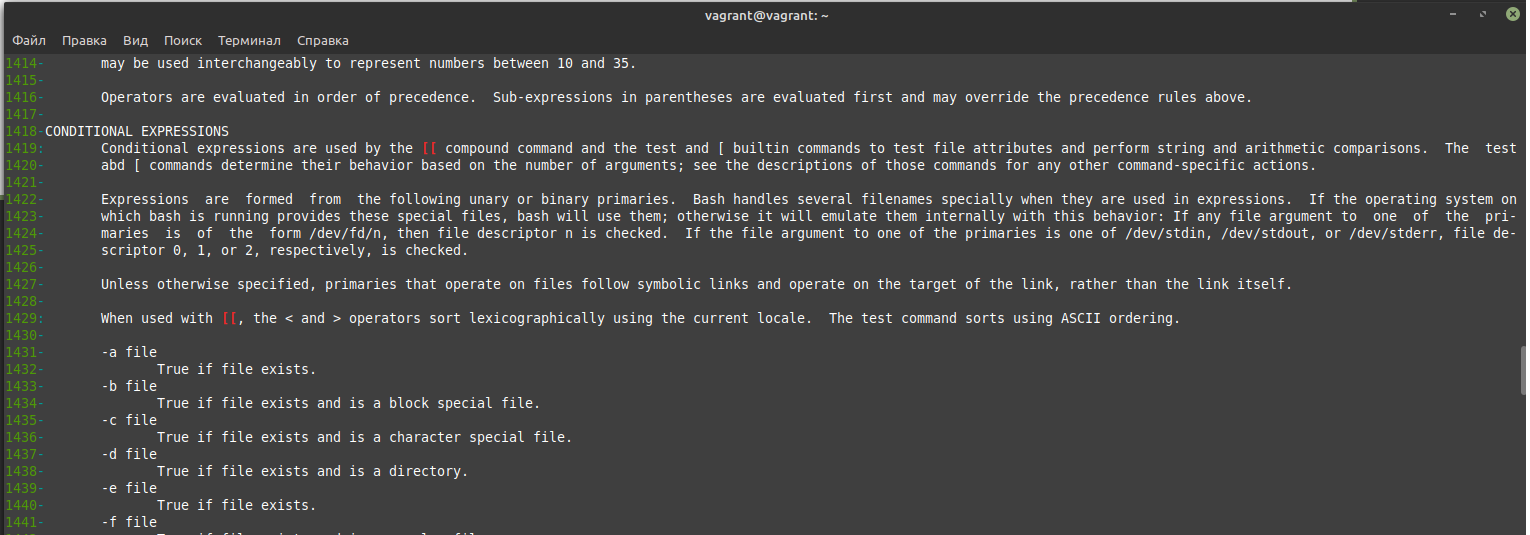 vagrant@vagrant: ~
Файл Правка Вид Поиск Терминал Справка
1414- may be used interchangeably to represent numbers between 10 and 35.
1415-
1416- Operators are evaluated in order of precedence. Sub-expressions in parentheses are evaluated first and may override the precedence rules above.
1417-
1418-CONDITIONAL EXPRESSIONS
1419: Conditional expressions are used by the [[ compound command and the test and [ builtin commands to test file attributes and perform string and arithmetic comparisons. The test
1420- abd [ commands determine their behavior based on the number of arguments; see the descriptions of those commands for any other command-specific actions.
1421-
1422- Expressions are formed from the following unary or binary primaries. Bash handles several filenames specially when they are used in expressions. If the operating system on
1423- which bash is running provides these special files, bash will use them; otherwise it will emulate them internally with this behavior: If any file argument to one of the pri-
1424- maries is of the form /dev/fd/n, then file descriptor n is checked. If the file argument to one of the primaries is one of /dev/stdin, /dev/stdout, or /dev/stderr, file de-
1425- scriptor 0, 1, or 2, respectively, is checked.
1426-
1427- Unless otherwise specified, primaries that operate on files follow symbolic links and operate on the target of the link, rather than the link itself.
1428-
1429: When used with [[, the < and > operators sort lexicographically using the current locale. The test command sorts using ASCII ordering.
1430-
1431- -a file
1432- True if file exists.
1433- -b file
1434- True if file exists and is a block special file.
1435- -c file
1436- True if file exists and is a character special file.
1437- -d file
1438- True if file exists and is a directory.
1439- -e file
1440- True if file exists.
1441- -f file